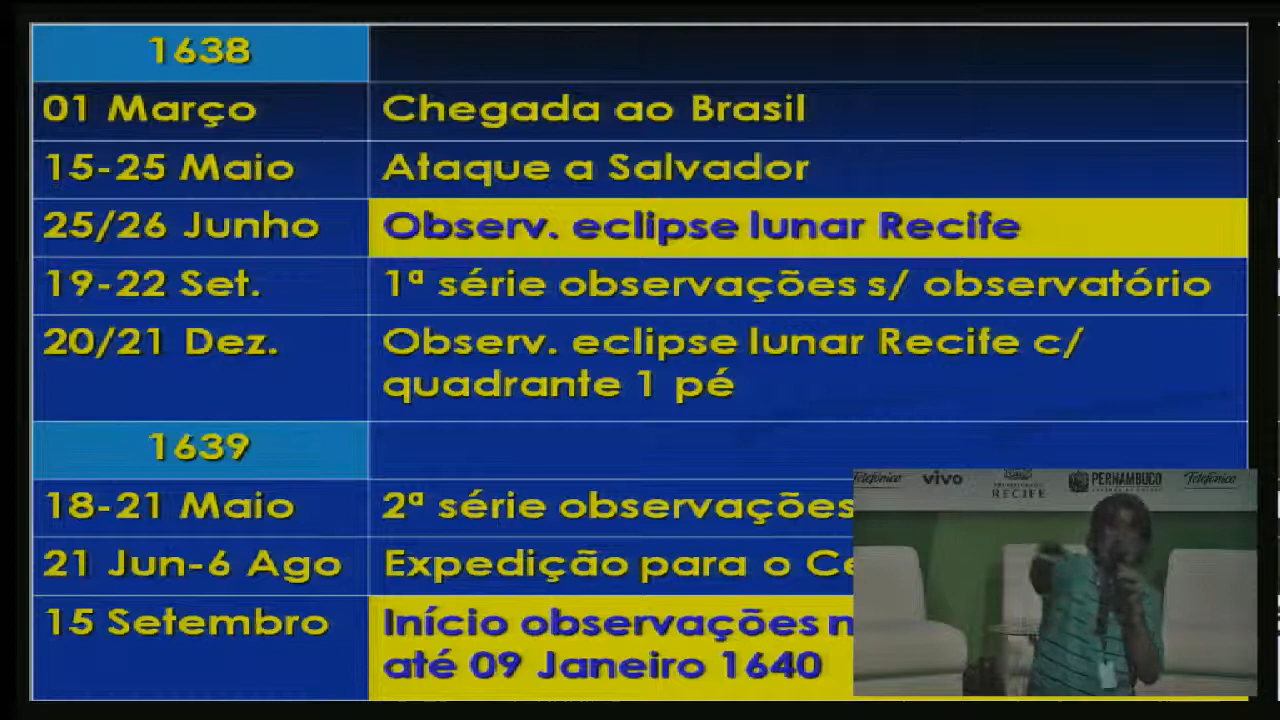 1638
01 Março Chegada ao Brasil
15-25 Maio Ataque a Salvador
25/26 Junho Observ. eclipse lunar Recife
19-22 Set. 1ª série observações s/ observatório
20/21 Dez. Observ. eclipse lunar Recife c/
quadrante 1 pé
1639
18-21 Maio 2ª série observações
21 Jun-6 Ago Expedição para o Ce
15 Setembro Início observações n
até 09 Janeiro 1640
Telefónica vivo RECIFE PERNAMBUCO Telefónica